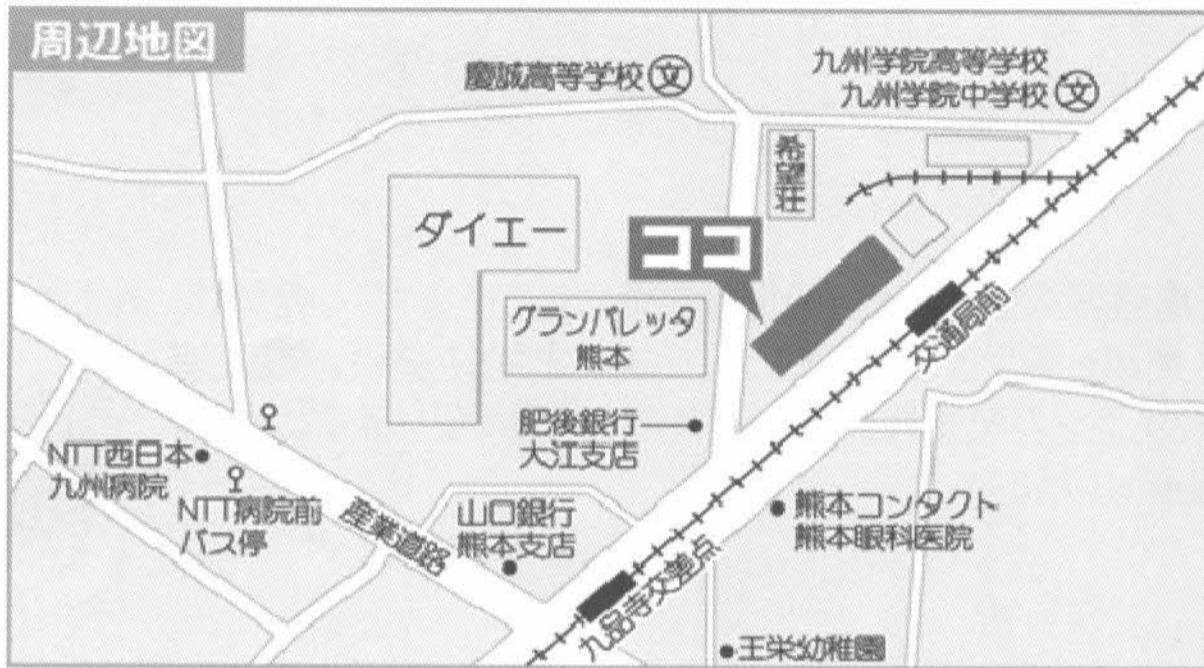 周辺地図
慶誠高等学校 文
九州学院高等学校
九州学院中学校 文
希望荘
ダイエー
ココ
グランパレッタ
熊本
交通局前
肥後銀行
大江支店
NTT西日本
九州病院
NTT病院前
バス停
産業道路
山口銀行
熊本支店
熊本コンタクト
熊本眼科医院
九品寺交差点
王栄幼稚園